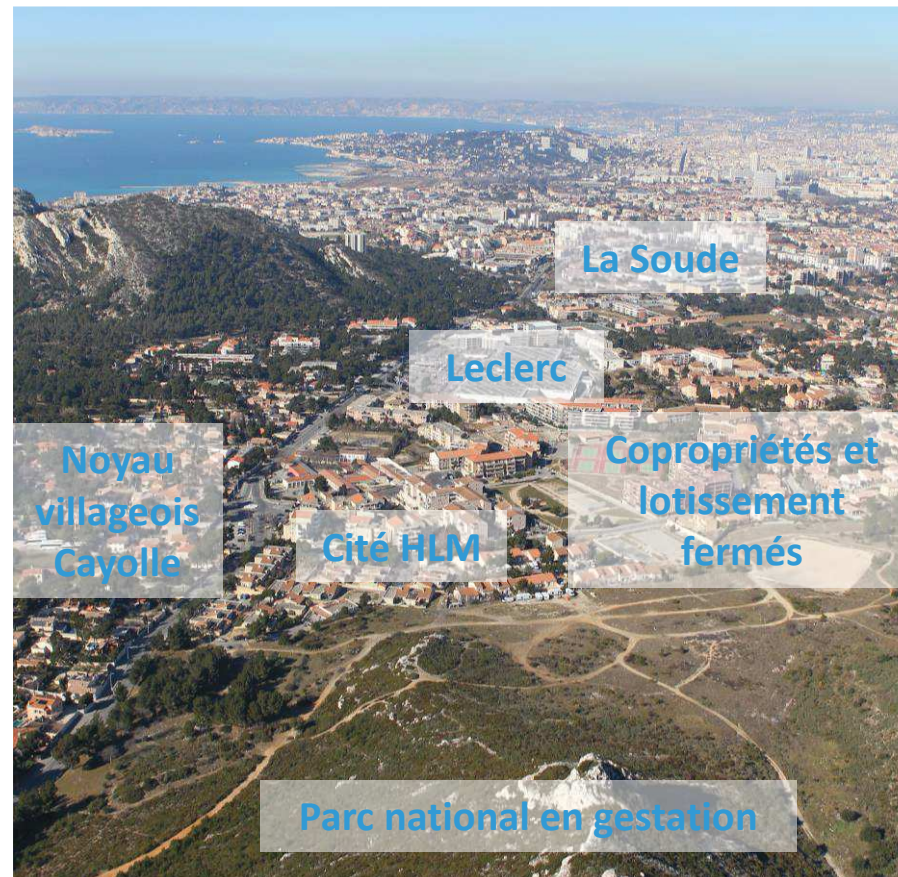 La Soude
Leclerc
Noyau
villageois
Cayolle
Copropriétés et
lotissement
fermés
Cité HLM
Parc national en gestation